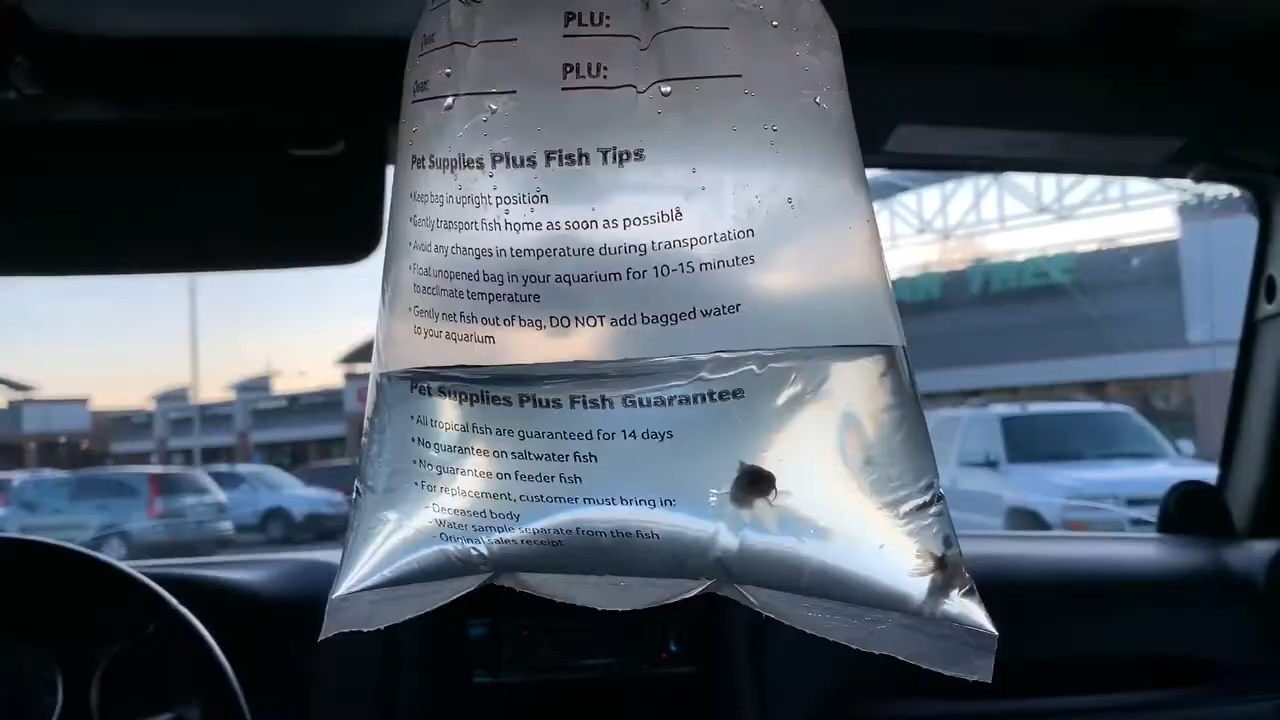 PLU:
Quan:
PLU:
Quan:
Pet Supplies Plus Fish Tips
•Keep bag in upright position
•Gently transport fish home as soon as possible
•Avoid any changes in temperature during transportation
•Float unopened bag in your aquarium for 10-15 minutes
to acclimate temperature
•Gently net fish out of bag, DO NOT add bagged water
to your aquarium
Pet Supplies Plus Fish Guarantee
•All tropical fish are guaranteed for 14 days
•No guarantee on saltwater fish
•No guarantee on feeder fish
•For replacement, customer must bring in:
- Deceased body
- Water sample separate from the fish
- Original sales receipt
TREE